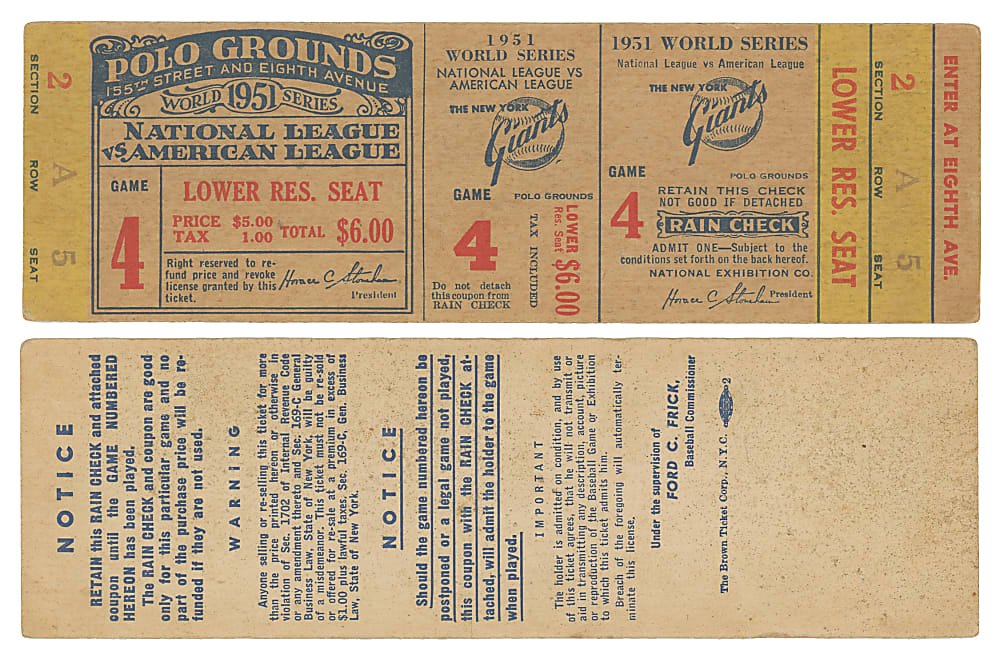 SECTION 2
ROW A
SEAT 5
POLO GROUNDS
155TH STREET AND EIGHTH AVENUE
WORLD 1951 SERIES
NATIONAL LEAGUE
VS AMERICAN LEAGUE
GAME
4
LOWER RES. SEAT
PRICE $5.00
TAX 1.00
TOTAL $6.00
Right reserved to re-
fund price and revoke
license granted by this
ticket.
Horace C Stoneham
President
1951
WORLD SERIES
NATIONAL LEAGUE VS
AMERICAN LEAGUE
THE NEW YORK
Giants
GAME
POLO GROUNDS
4
LOWER
Res. Seat $6.00
TAX INCLUDED
Do not detach
this coupon from
RAIN CHECK
1951 WORLD SERIES
National League vs American League
THE NEW YORK
Giants
GAME
POLO GROUNDS
4
RETAIN THIS CHECK
NOT GOOD IF DETACHED
RAIN CHECK
ADMIT ONE—Subject to the
conditions set forth on the back hereof.
NATIONAL EXHIBITION CO.
Horace C Stoneham President
LOWER RES. SEAT
SECTION 2
ROW A
SEAT 5
ENTER AT EIGHTH AVE.
NOTICE
RETAIN this RAIN CHECK and attached
coupon until the GAME NUMBERED
HEREON has been played.
The RAIN CHECK and coupon are good
only for this particular game and no
part of the purchase price will be re-
funded if they are not used.
WARNING
Anyone selling or re-selling this ticket for more
than the price printed hereon or otherwise in
violation of Sec. 1702 of Internal Revenue Code
or any amendment thereto and Sec. 169-C General
Business Law, State of New York, will be guilty
of a misdemeanor. This ticket must not be re-sold
or offered for re-sale at a premium in excess of
$1.00 plus lawful taxes, Sec. 169-C, Gen. Business
Law, State of New York.
NOTICE
Should the game numbered hereon be
postponed or a legal game not played,
this coupon with the RAIN CHECK at-
tached, will admit the holder to the game
when played.
IMPORTANT
The holder is admitted on condition, and by use
of this ticket agrees, that he will not transmit or
aid in transmitting any description account, picture
or reproduction of the Baseball Game or Exhibition
to which this ticket admits him.
Breach of the foregoing will automatically ter-
minate this license.
Under the supervision of
FORD C. FRICK,
Baseball Commissioner
The Brown Ticket Corp., N.Y.C. 2